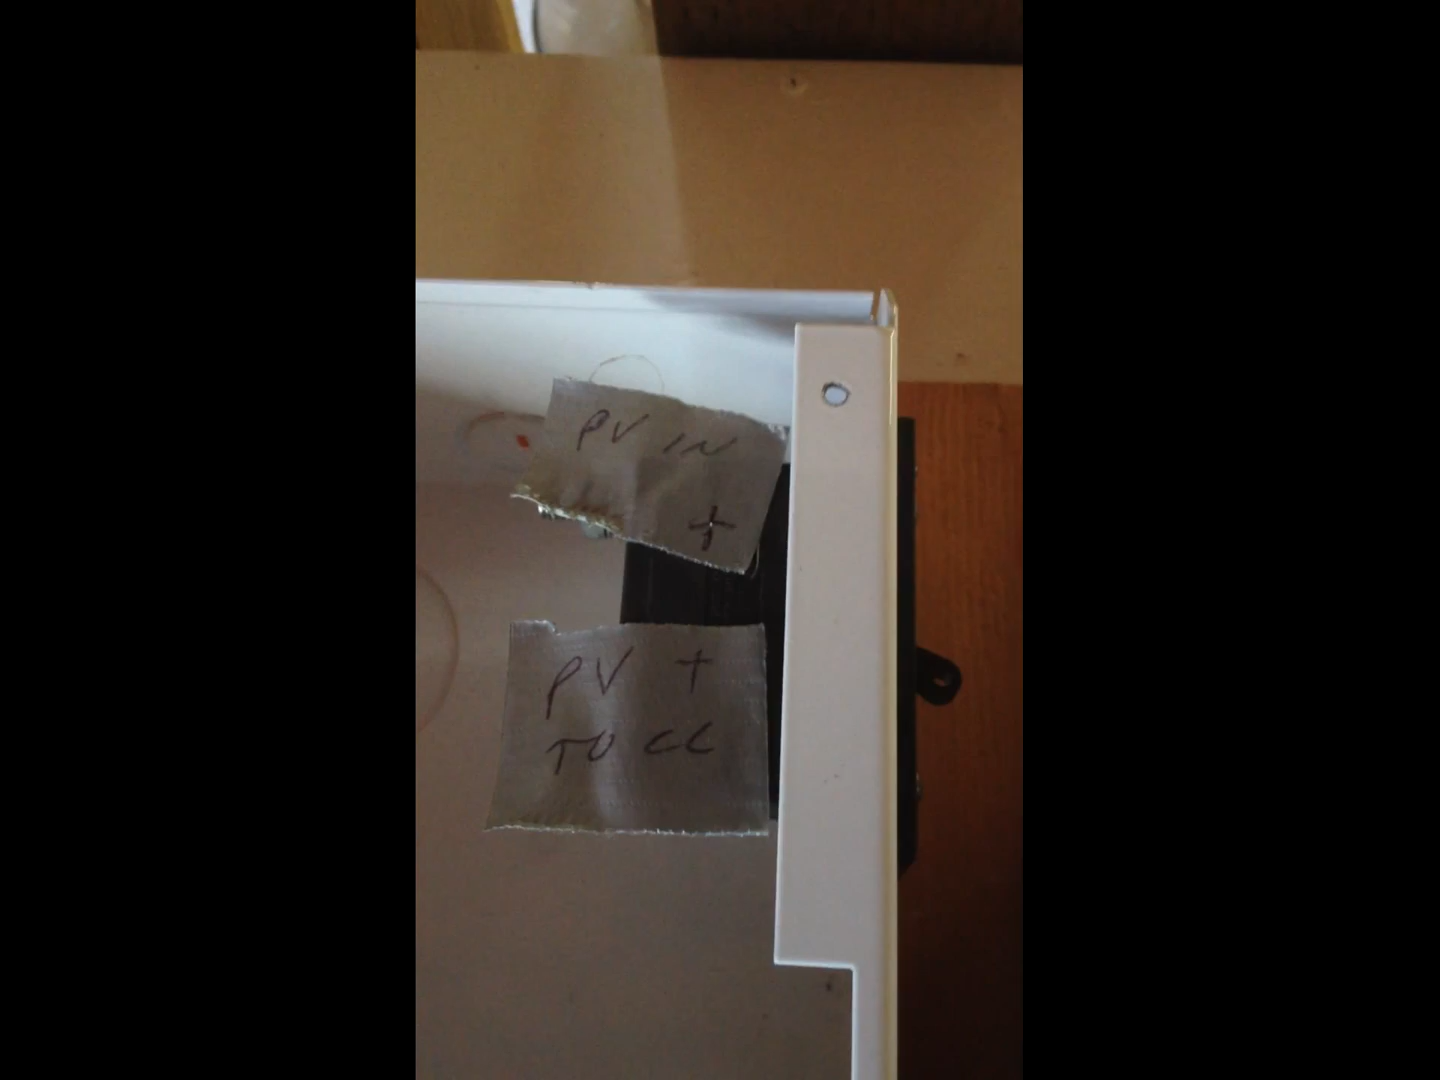 PV IN
+
PV +
TO CC